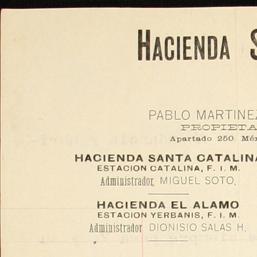 HACIENDA S
PABLO MARTINEZ
PROPIETA
Apartado 250 Mé
HACIENDA SANTA CATALINA
ESTACION CATALINA, F. I. M.
Administrador, MIGUEL SOTO,
HACIENDA EL ALAMO
ESTACION YERBANIS, F. I. M.
Administrador DIONISIO SALAS H,